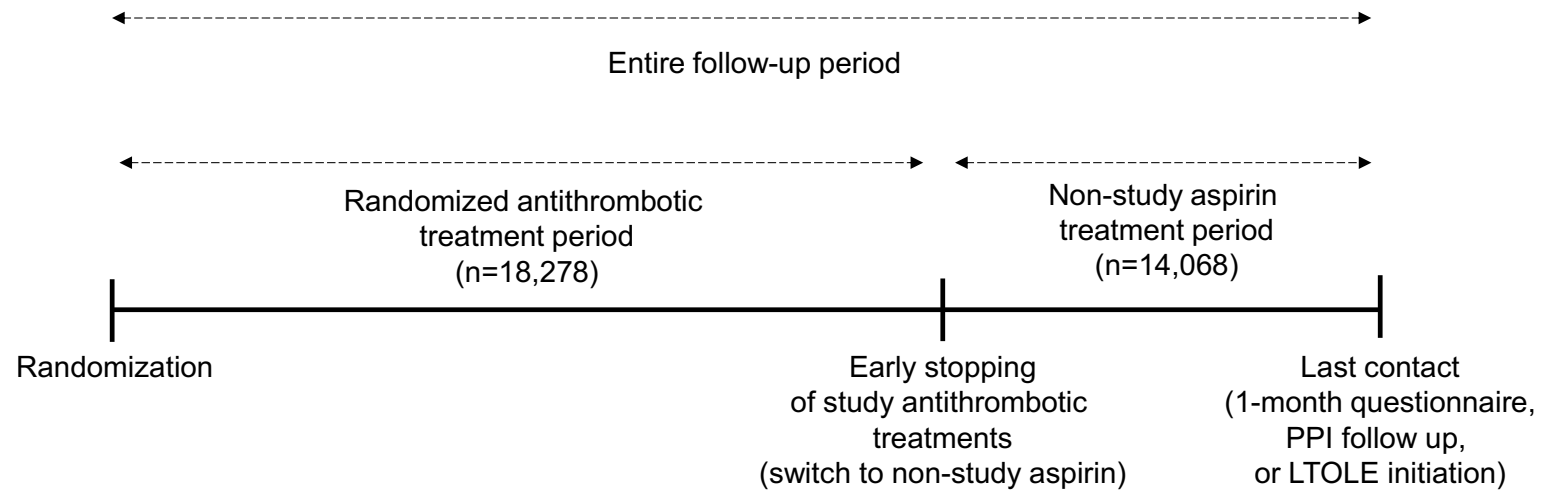 Entire follow-up period
Randomized antithrombotic
treatment period
(n=18,278)
Non-study aspirin
treatment period
(n=14,068)
Randomization
Early stopping
of study antithrombotic
treatments
(switch to non-study aspirin)
Last contact
(1-month questionnaire,
PPI follow up,
or LTOLE initiation)